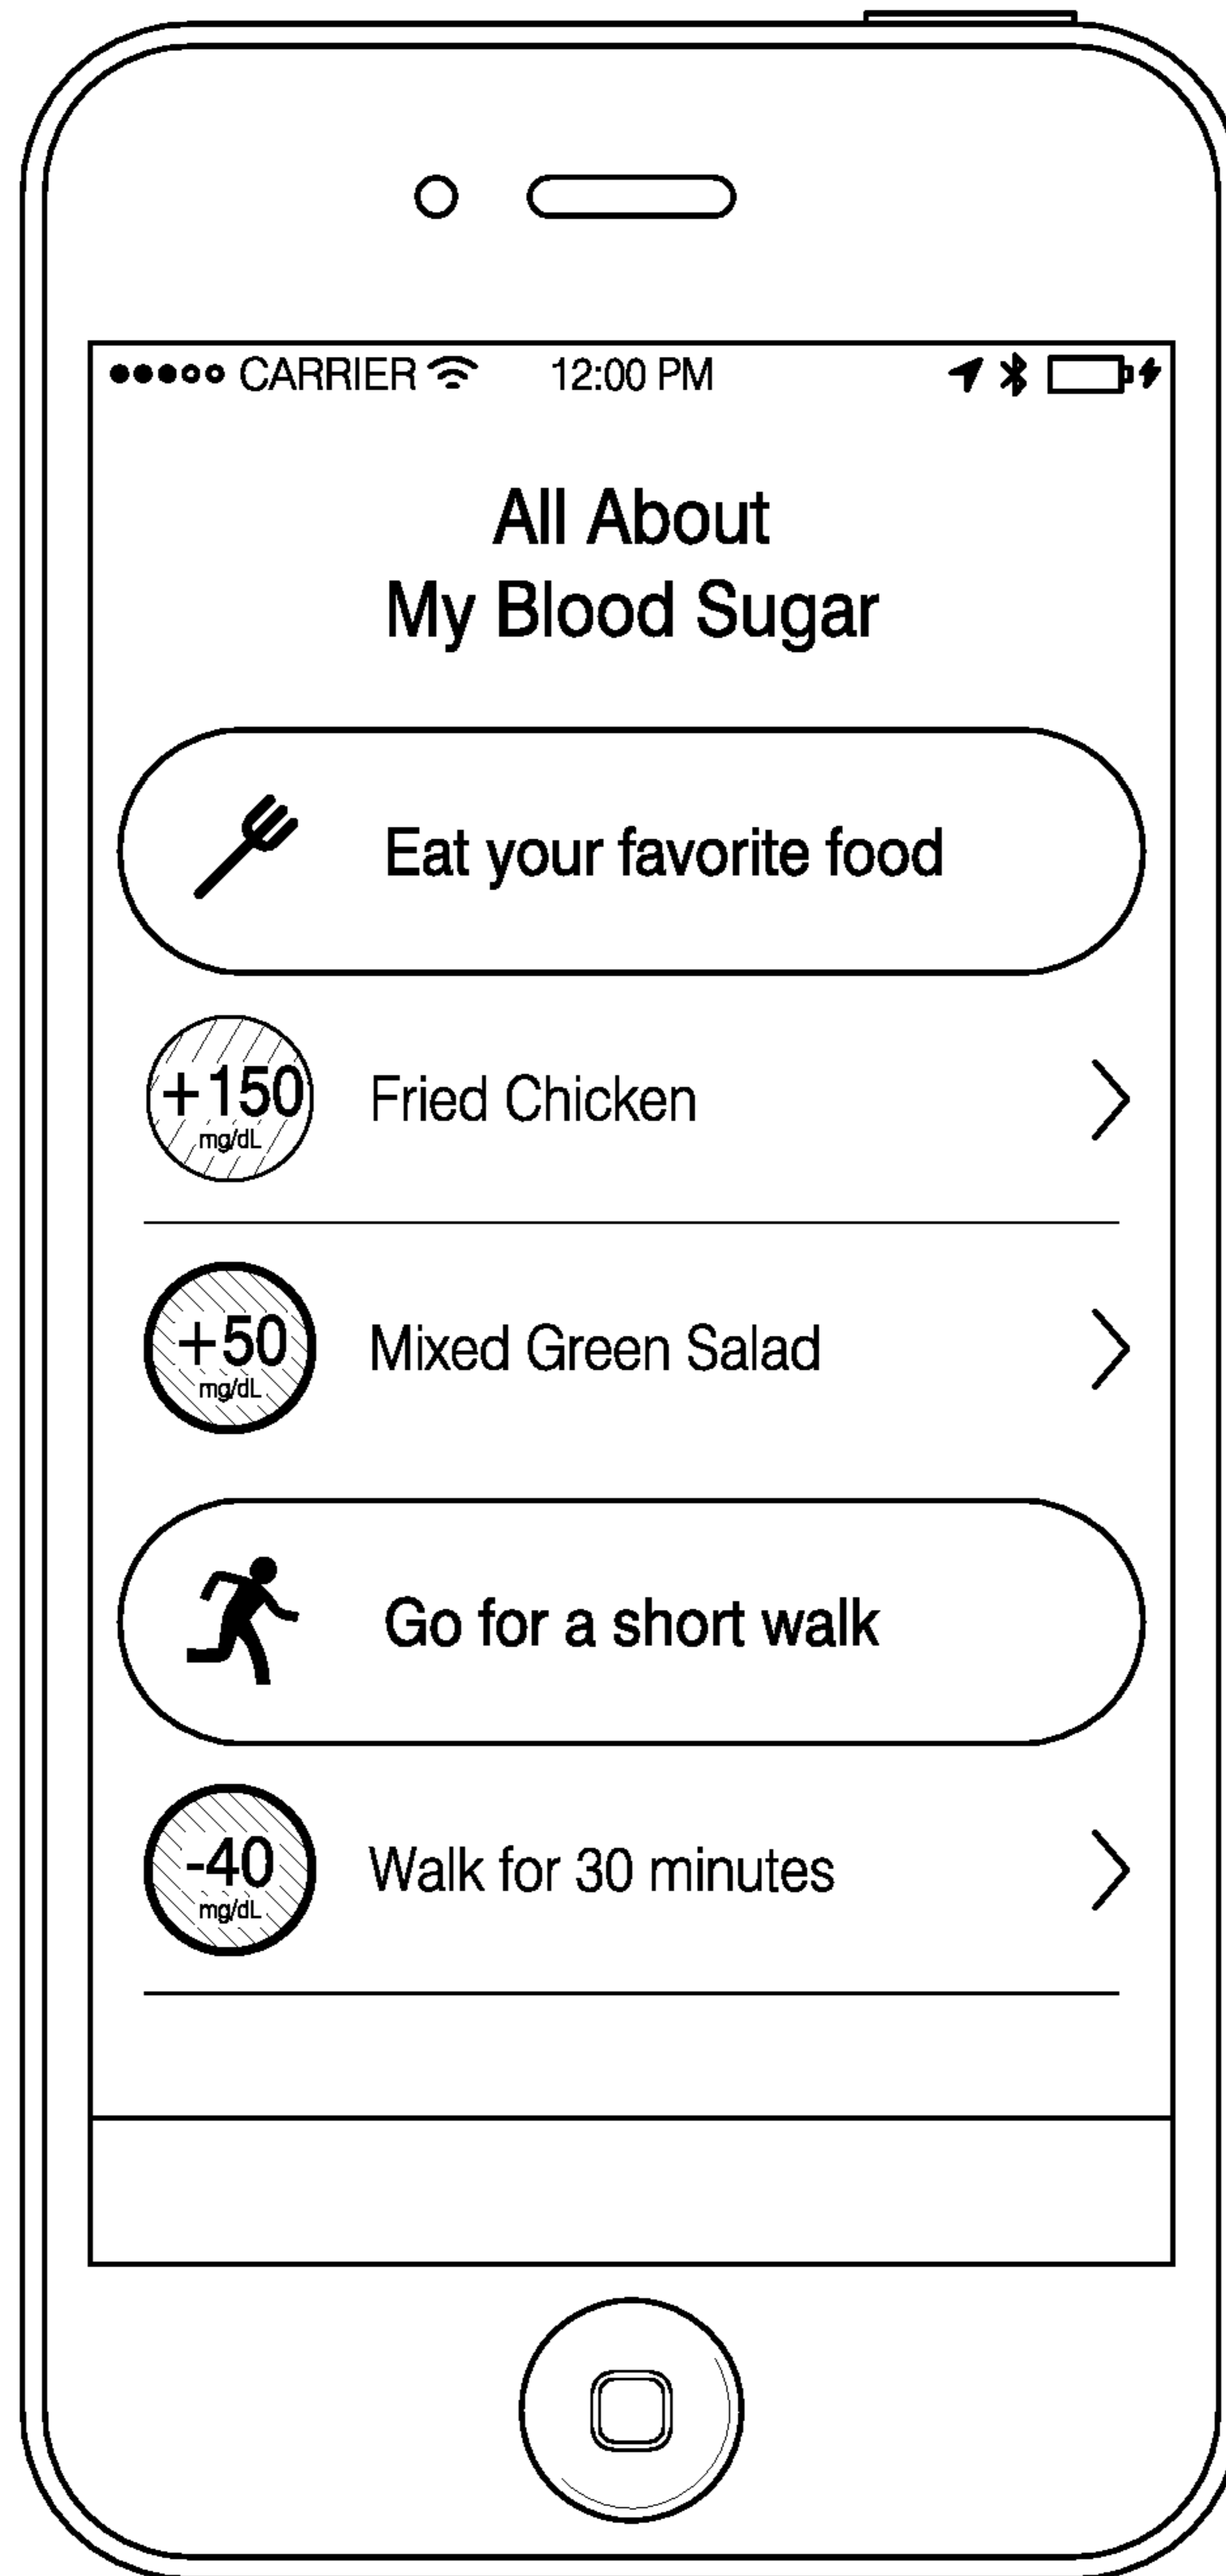 CARRIER 12:00 PM
All About
My Blood Sugar
Eat your favorite food
+150
mg/dL
Fried Chicken
+50
mg/dL
Mixed Green Salad
Go for a short walk
-40
mg/dL
Walk for 30 minutes